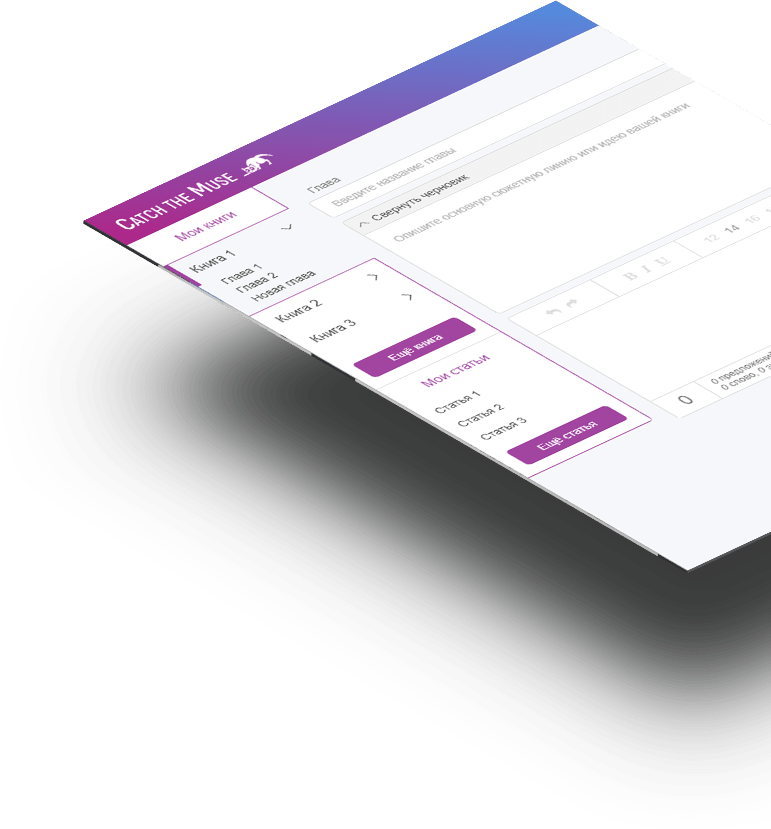 CATCH THE MUSE
Мои книги
Книга 1
Глава 1
Глава 2
Новая глава
Книга 2
Книга 3
Ещё книга
Мои статьи
Статья 1
Статья 2
Статья 3
Ещё статья
Глава
Введите название главы
Свернуть черновик
Опишите основную сюжетную линию или идею вашей книги
B I U
12 14 16
0
0 предложений
0 слово, 0